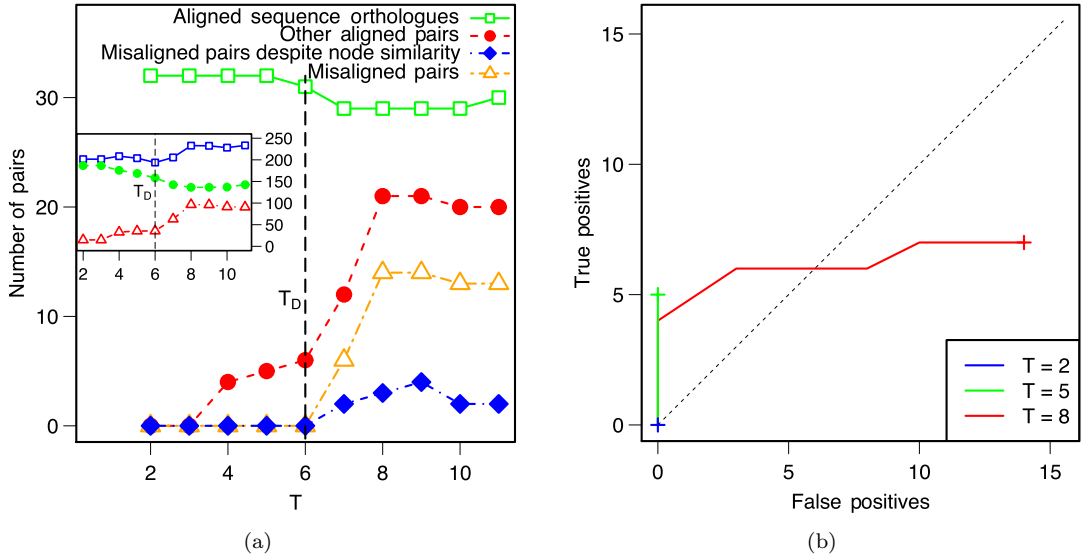 Aligned sequence orthologues
Other aligned pairs
Misaligned pairs despite node similarity
Misaligned pairs
Number of pairs
30
20
10
0
250
200
150
100
50
0
T_D
2 4 6 8 10
T_D
2 4 6 8 10
T
(a)
True positives
15
10
5
0
T = 2
T = 5
T = 8
0 5 10 15
False positives
(b)